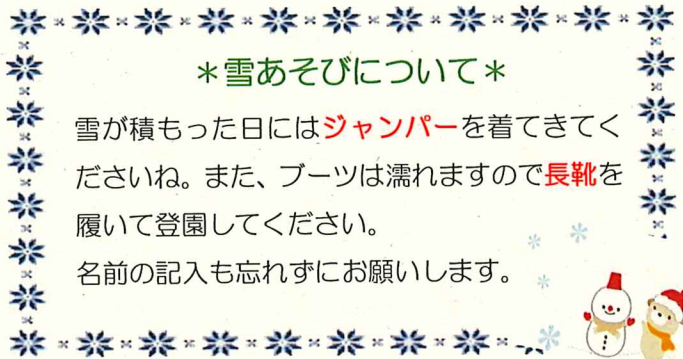 ＊雪あそびについて＊
雪が積もった日にはジャンパーを着てきてく
ださいね。また、ブーツは濡れますので長靴を
履いて登園してください。
名前の記入も忘れずにお願いします。